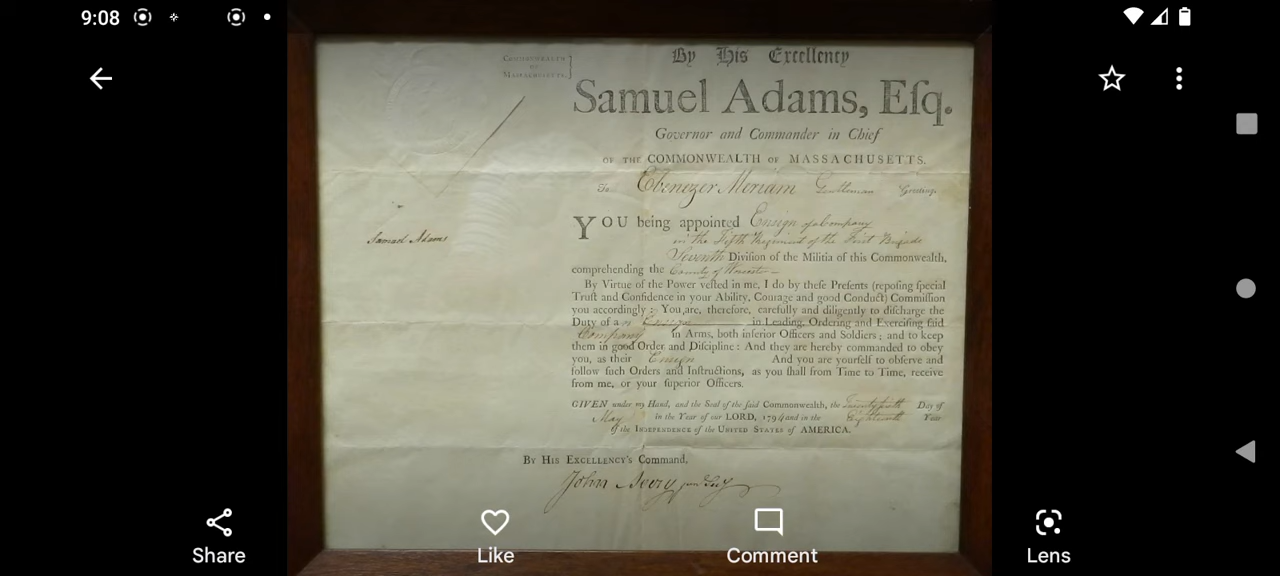 9:08
COMMONWEALTH
OF
MASSACHUSETTS.
By His Excellency
Samuel Adams, Eſq.
Governor and Commander in Chief
OF THE COMMONWEALTH OF MASSACHUSETTS.
To Ebenezer Meriam Gentleman Greeting
YOU being appointed Ensign of a Company
in the Fifth Regiment of the First Brigade
Samuel Adams
Seventh Division of the Militia of this Commonwealth,
comprehending the County of Worcester
By Virtue of the Power veſted in me, I do by theſe Preſents (repoſing ſpecial
Truſt and Confidence in your Ability, Courage and good Conduct) Commiſſion
you accordingly : You are, therefore, carefully and diligently to diſcharge the
Duty of an Ensign in Leading, Ordering and Exerciſing ſaid
Company in Arms, both inferior Officers and Soldiers ; and to keep
them in good Order and Diſcipline : And they are hereby commanded to obey
you, as their Ensign And you are yourſelf to obſerve and
follow ſuch Orders and Inſtructions, as you ſhall from Time to Time, receive
from me, or your ſuperior Officers.
GIVEN under my Hand, and the Seal of the ſaid Commonwealth, the Day of
May in the Year of our LORD, 1794 and in the Eighteenth Year
of the INDEPENDENCE of the UNITED STATES of AMERICA.
BY HIS EXCELLENCY's Command,
John Avery jun Secy
Share
Like
Comment
Lens